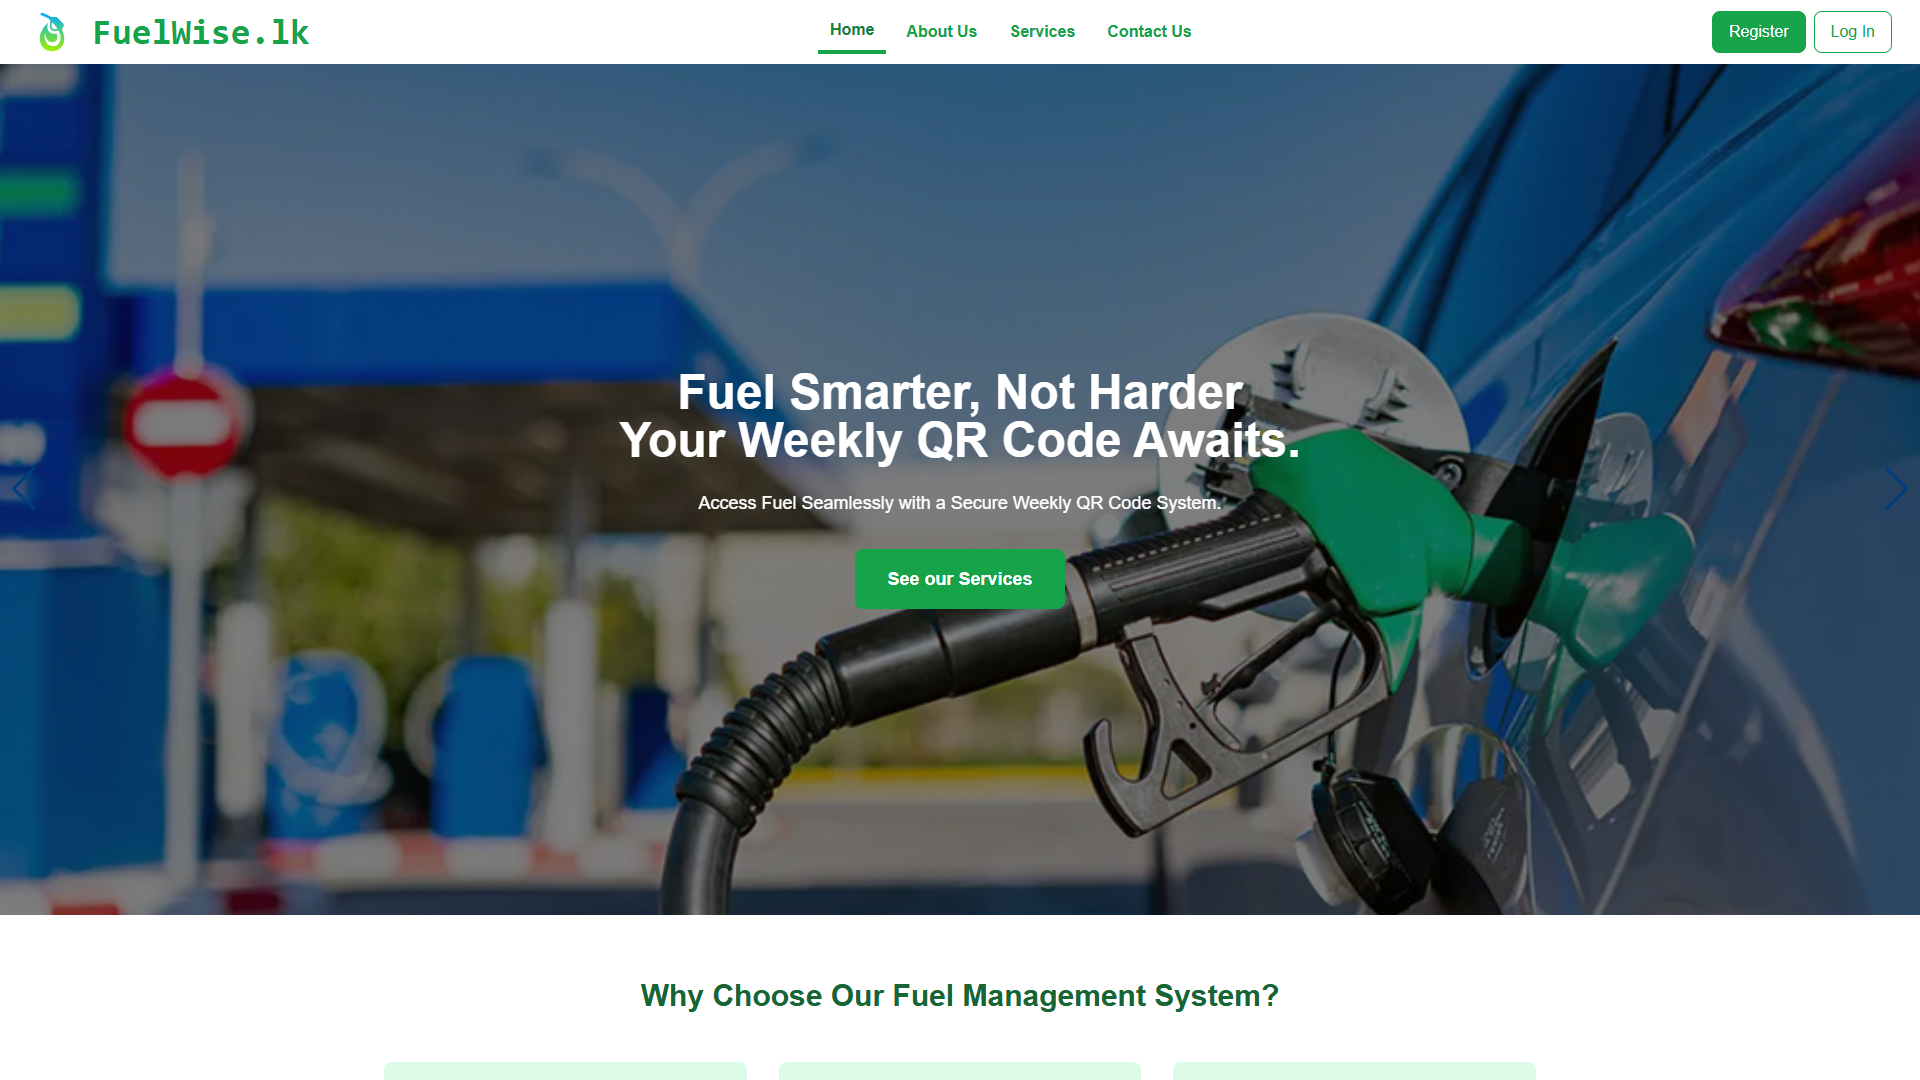 FuelWise.lk
Home
About Us
Services
Contact Us
Register
Log In
Fuel Smarter, Not Harder
Your Weekly QR Code Awaits.
Access Fuel Seamlessly with a Secure Weekly QR Code System.
See our Services
Why Choose Our Fuel Management System?